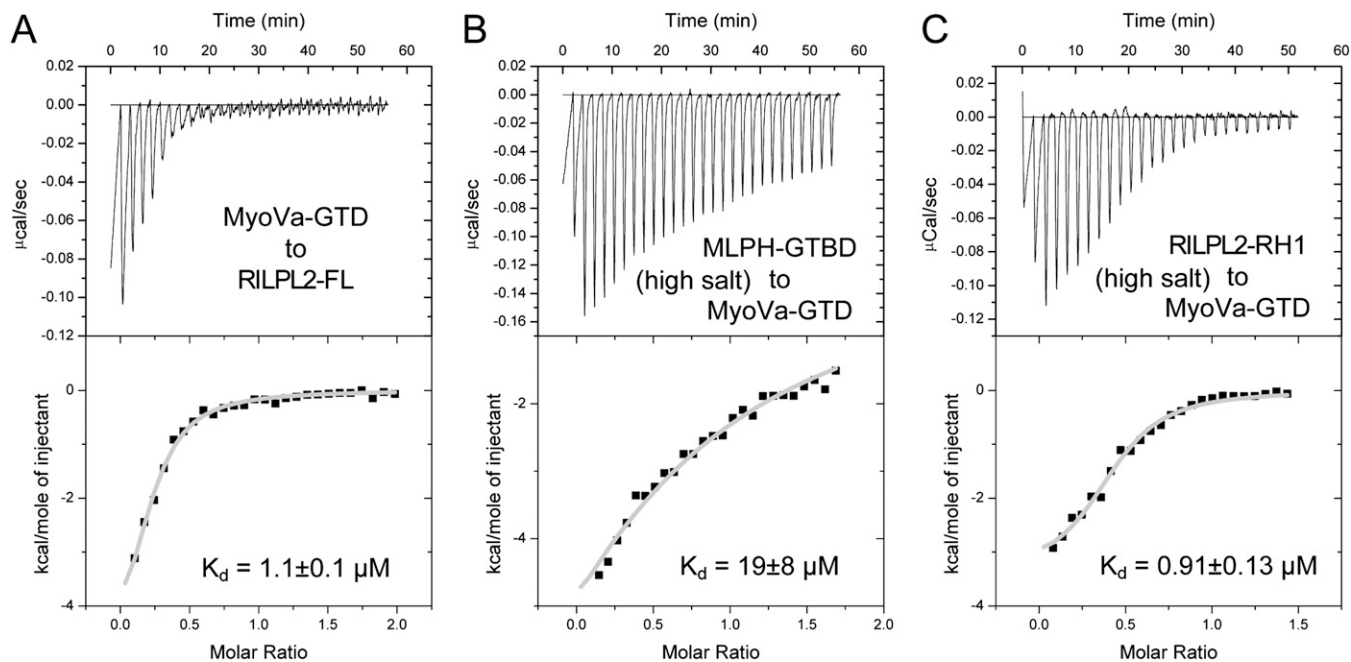 A
Time (min)
0 10 20 30 40 50 60
0.02
0.00
-0.02
-0.04
-0.06
-0.08
-0.10
-0.12
µcal/sec
MyoVa-GTD
to
RILPL2-FL
0
-2
-4
kcal/mole of injectant
K_d = 1.1±0.1 µM
0.0 0.5 1.0 1.5 2.0
Molar Ratio
B
Time (min)
0 10 20 30 40 50 60
0.02
0.00
-0.02
-0.04
-0.06
-0.08
-0.10
-0.12
-0.14
-0.16
µcal/sec
MLPH-GTBD
(high salt) to
MyoVa-GTD
-2
-4
kcal/mole of injectant
K_d = 19±8 µM
0.0 0.5 1.0 1.5 2.0
Molar Ratio
C
Time (min)
0 10 20 30 40 50 60
0.02
0.00
-0.02
-0.04
-0.06
-0.08
-0.10
-0.12
µCal/sec
RILPL2-RH1
(high salt) to
MyoVa-GTD
0
-2
-4
kcal/mole of injectant
K_d = 0.91±0.13 µM
0.0 0.5 1.0 1.5
Molar Ratio